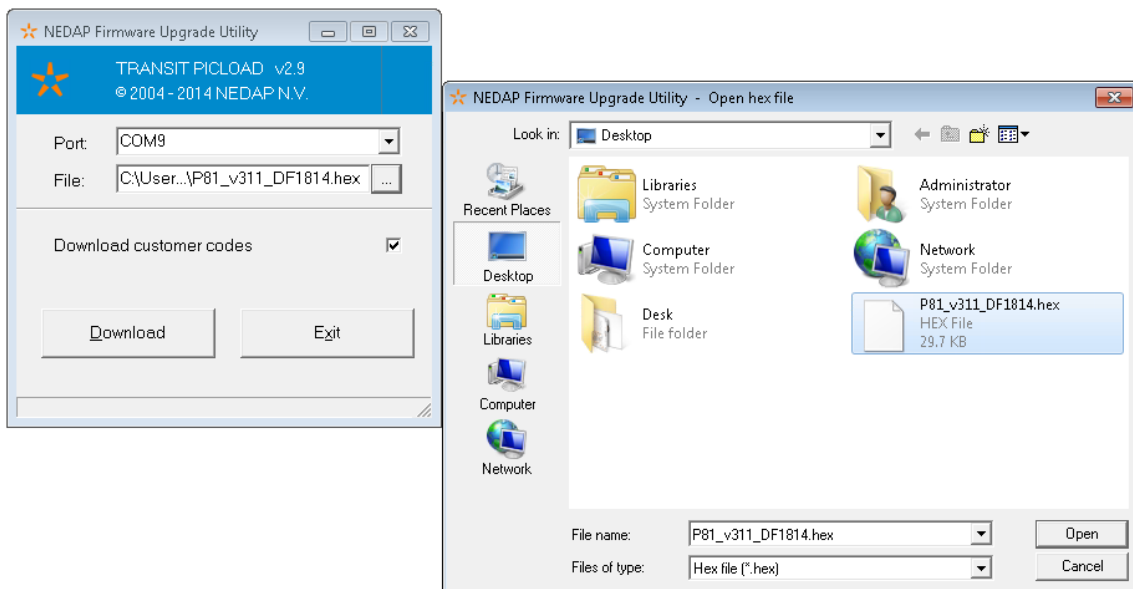 NEDAP Firmware Upgrade Utility
TRANSIT PICLOAD v2.9
© 2004 - 2014 NEDAP N.V.
Port:
COM9
File:
C:\User...\P81_v311_DF1814.hex
...
Download customer codes
Download
Exit
NEDAP Firmware Upgrade Utility - Open hex file
Look in:
Desktop
Recent Places
Desktop
Libraries
Computer
Network
Libraries
System Folder
Administrator
System Folder
Computer
System Folder
Network
System Folder
Desk
File folder
P81_v311_DF1814.hex
HEX File
29.7 KB
File name:
P81_v311_DF1814.hex
Open
Files of type:
Hex file (*.hex)
Cancel